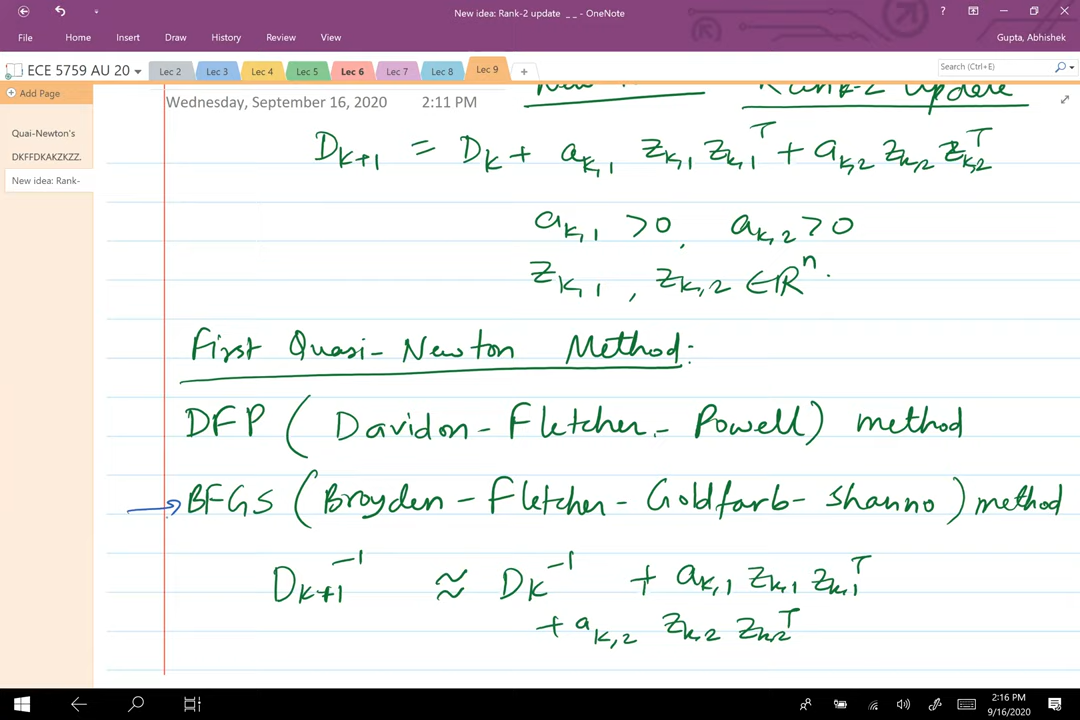 New idea: Rank-2 update _ _ - OneNote
?
File Home Insert Draw History Review View
Gupta, Abhishek
ECE 5759 AU 20
Lec 2 Lec 3 Lec 4 Lec 5 Lec 6 Lec 7 Lec 8 Lec 9 +
Search (Ctrl+E)
Add Page
Quai-Newton's
DKFFDKAKZKZZ.
New idea: Rank-
Wednesday, September 16, 2020 2:11 PM
Rank-2 update
D_{k+1} = D_k + a_{k,1} z_{k,1} z_{k,1}^T + a_{k,2} z_{k,2} z_{k,2}^T
a_{k,1} > 0, a_{k,2} > 0
z_{k,1}, z_{k,2} ∈ ℝ^n.
First Quasi-Newton Method:
DFP (Davidon-Fletcher-Powell) method
→ BFGS (Broyden-Fletcher-Goldfarb-Shanno) method
D_{k+1}^{-1} ≈ D_k^{-1} + a_{k,1} z_{k,1} z_{k,1}^T
+ a_{k,2} z_{k,2} z_{k,2}^T
2:16 PM
9/16/2020